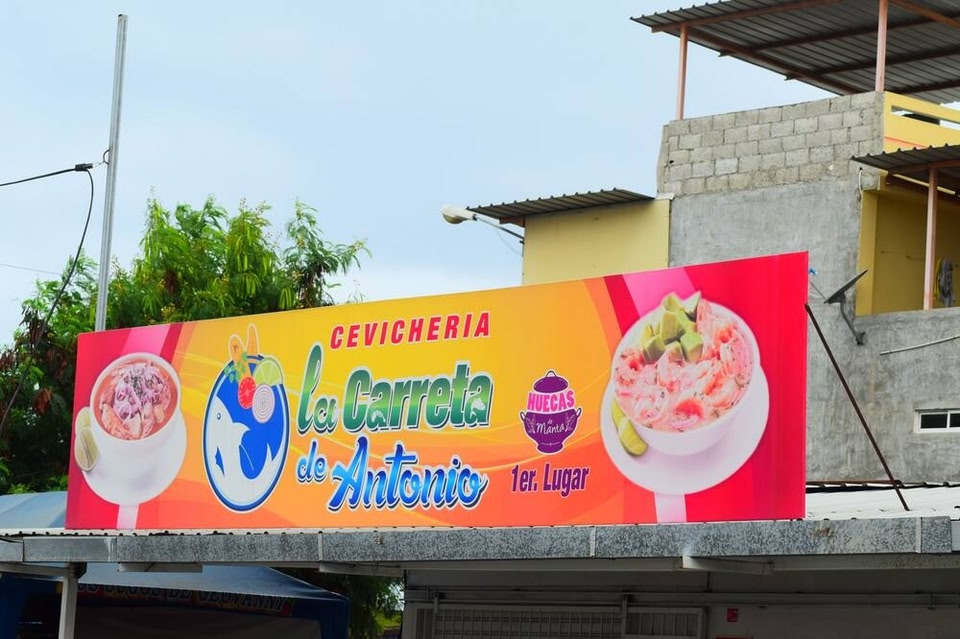 CEVICHERIA
la Carreta
de Antonio
HUECAS
de
Manta
1er. Lugar